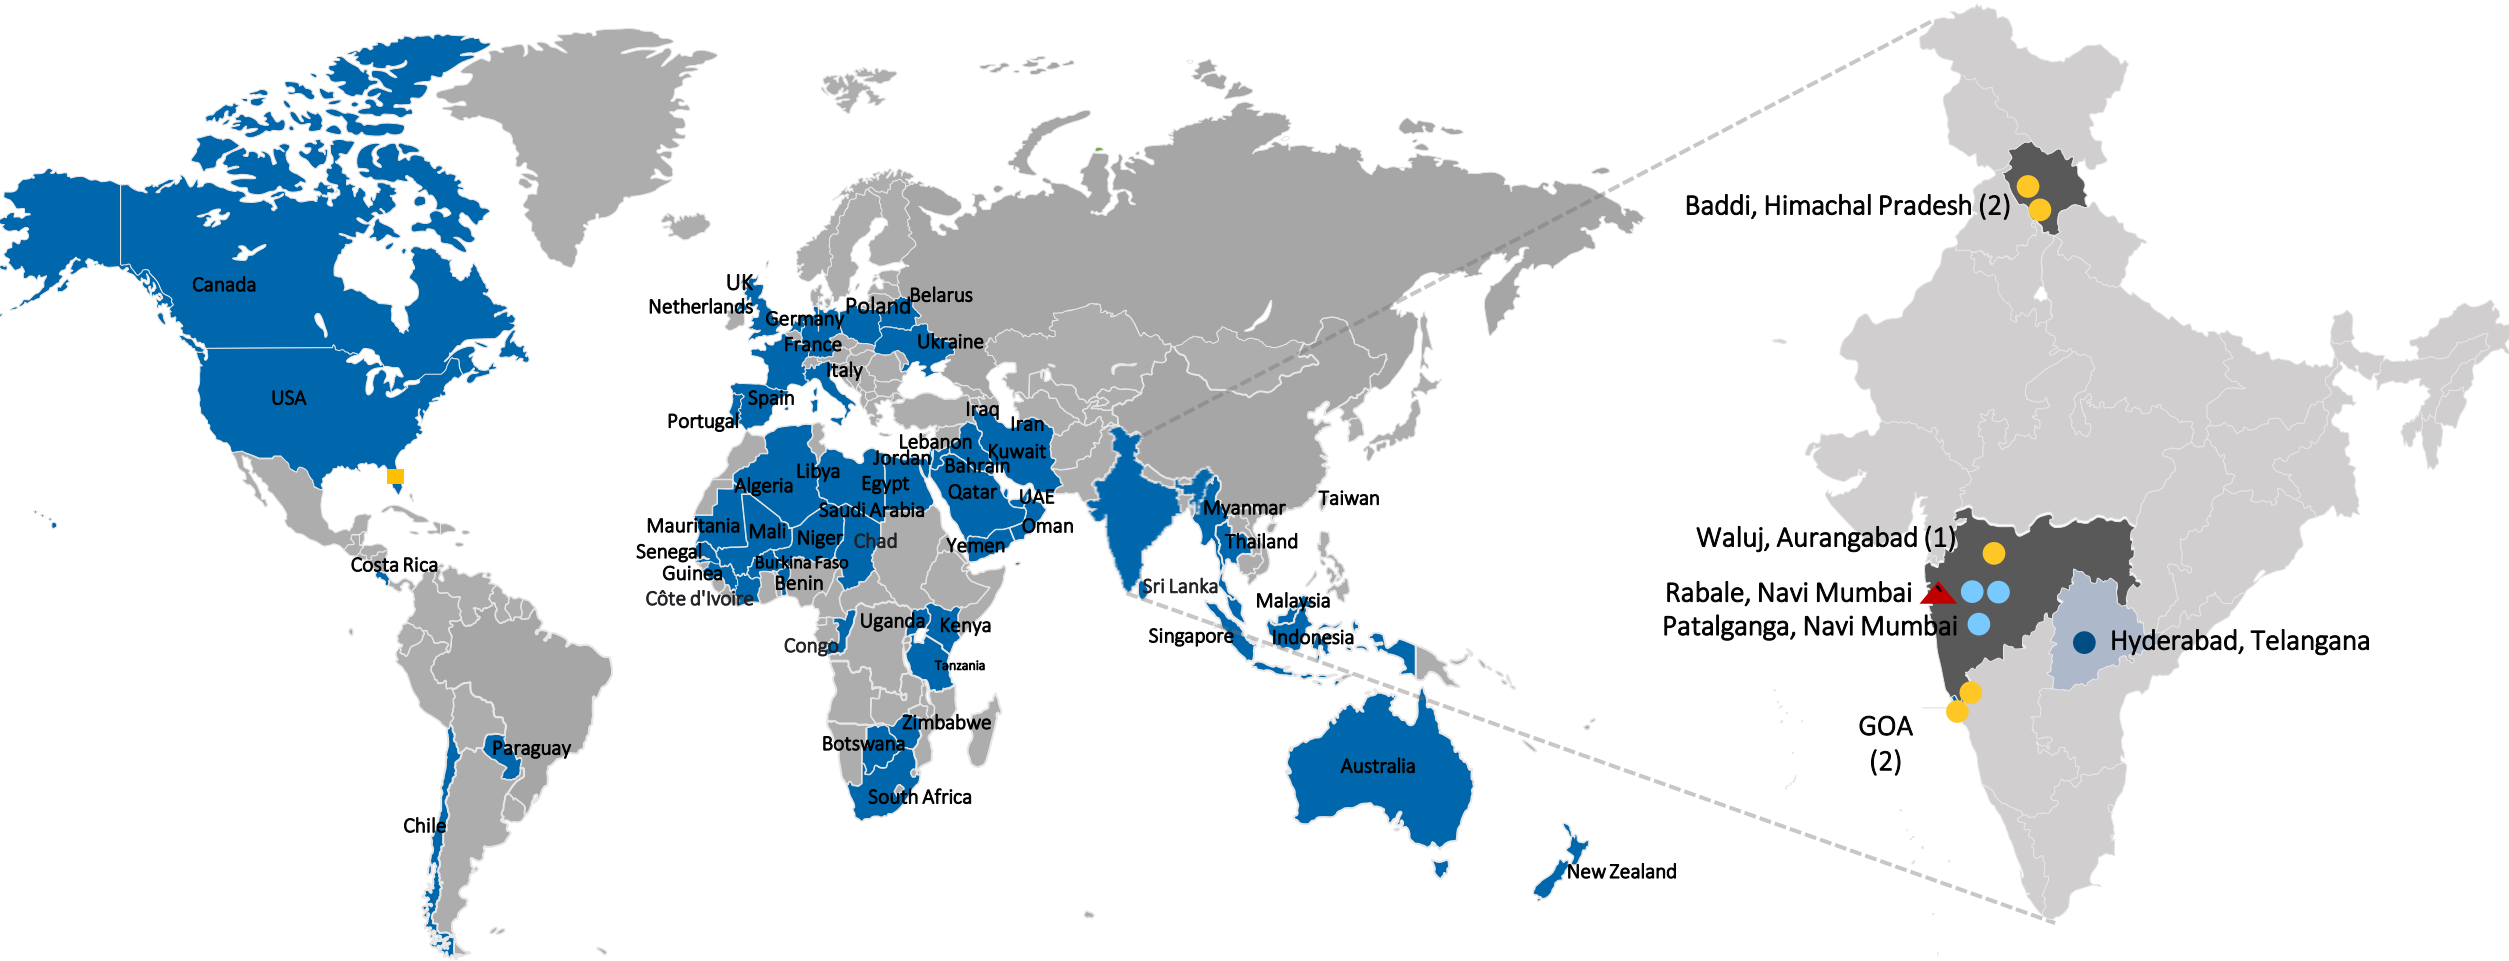 Canada
USA
Costa Rica
Paraguay
Chile
UK
Netherlands
Germany
Poland
Belarus
France
Ukraine
Italy
Spain
Portugal
Iraq
Iran
Lebanon
Kuwait
Jordan
Bahrain
Libya
Algeria
Egypt
Qatar
UAE
Saudi Arabia
Oman
Mauritania
Mali
Niger
Chad
Yemen
Senegal
Burkina Faso
Guinea
Benin
Côte d'Ivoire
Uganda
Kenya
Congo
Tanzania
Zimbabwe
Botswana
South Africa
Taiwan
Myanmar
Thailand
Sri Lanka
Malaysia
Singapore
Indonesia
Australia
New Zealand
Baddi, Himachal Pradesh (2)
Waluj, Aurangabad (1)
Rabale, Navi Mumbai
Patalganga, Navi Mumbai
Hyderabad, Telangana
GOA
(2)